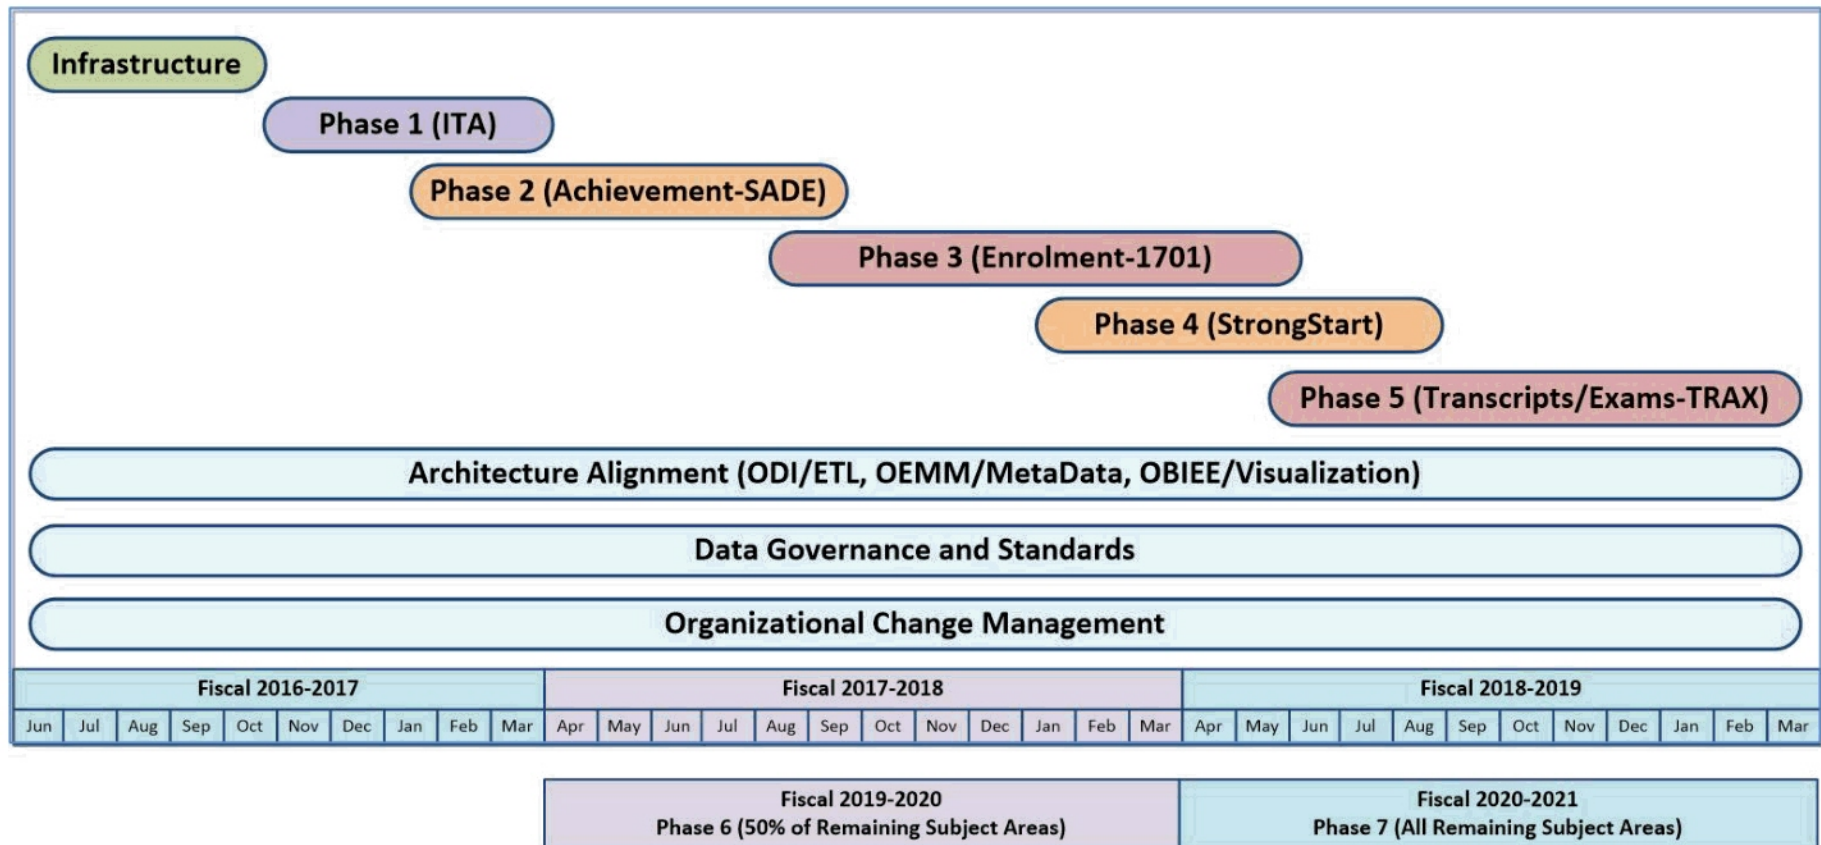 Infrastructure
Phase 1 (ITA)
Phase 2 (Achievement-SADE)
Phase 3 (Enrolment-1701)
Phase 4 (StrongStart)
Phase 5 (Transcripts/Exams-TRAX)
Architecture Alignment (ODI/ETL, OEMM/MetaData, OBIEE/Visualization)
Data Governance and Standards
Organizational Change Management
Fiscal 2016-2017 Fiscal 2017-2018 Fiscal 2018-2019
Jun Jul Aug Sep Oct Nov Dec Jan Feb Mar Apr May Jun Jul Aug Sep Oct Nov Dec Jan Feb Mar Apr May Jun Jul Aug Sep Oct Nov Dec Jan Feb Mar
Fiscal 2019-2020 Fiscal 2020-2021
Phase 6 (50% of Remaining Subject Areas) Phase 7 (All Remaining Subject Areas)